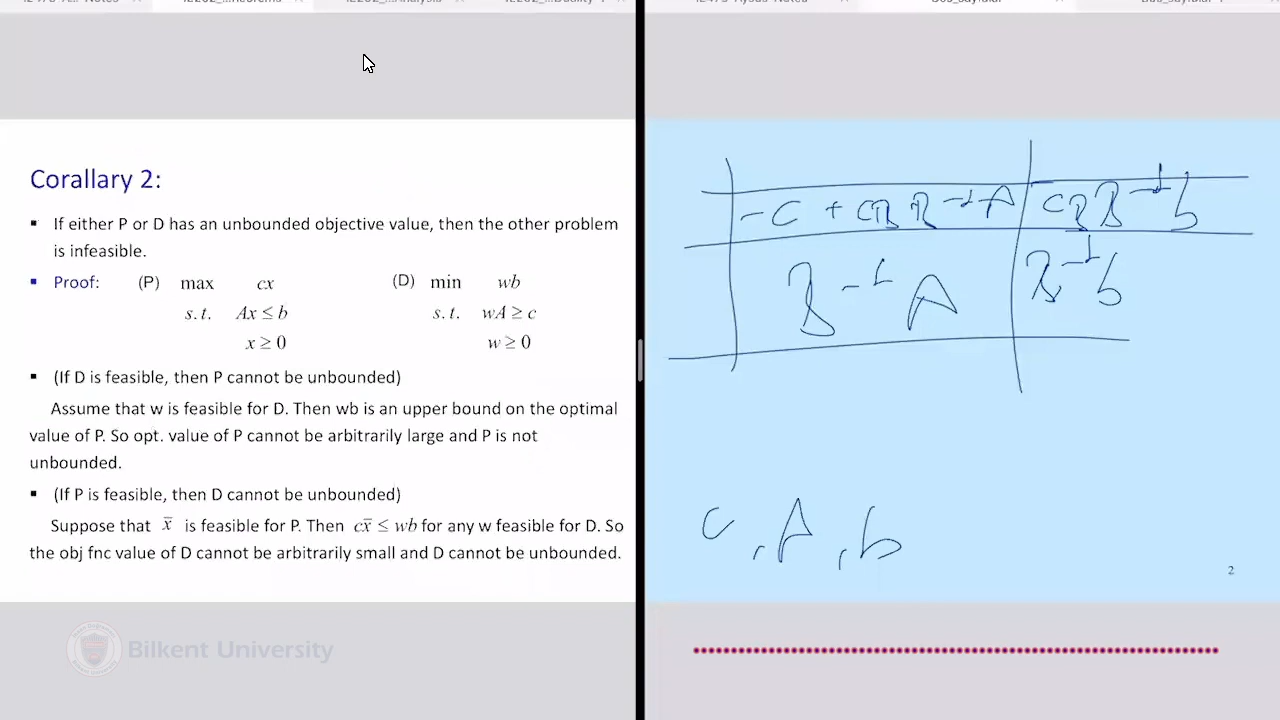 Corallary 2:
▪ If either P or D has an unbounded objective value, then the other problem
is infeasible.
▪ Proof: (P) max cx (D) min wb
s.t. Ax ≤ b s.t. wA ≥ c
x ≥ 0 w ≥ 0
▪ (If D is feasible, then P cannot be unbounded)
Assume that w is feasible for D. Then wb is an upper bound on the optimal
value of P. So opt. value of P cannot be arbitrarily large and P is not
unbounded.
▪ (If P is feasible, then D cannot be unbounded)
Suppose that x̄ is feasible for P. Then cx̄ ≤ wb for any w feasible for D. So
the obj fnc value of D cannot be arbitrarily small and D cannot be unbounded.
Bilkent University
-c + cB B⁻¹A cB B⁻¹b
B⁻¹A B⁻¹b
c, A, b
2